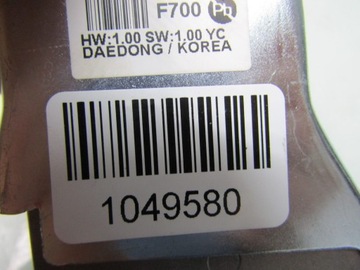 F700 Pb
HW:1.00 SW:1.00 YC
DAEDONG / KOREA
1049580